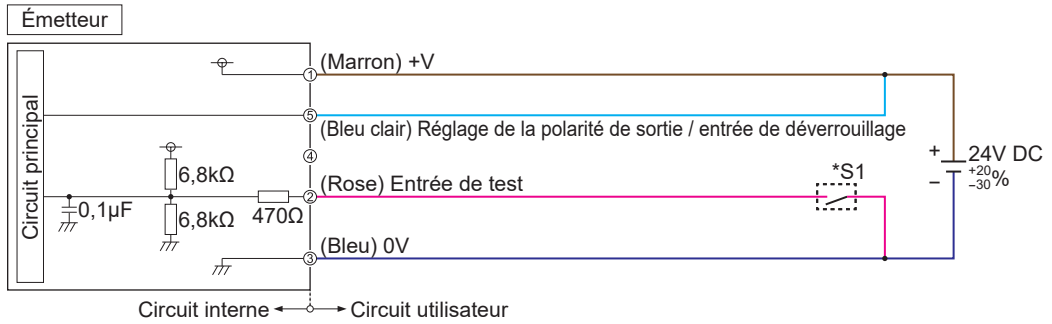 Émetteur
Circuit principal
(Marron) +V
1
5
(Bleu clair) Réglage de la polarité de sortie / entrée de déverrouillage
4
6,8kΩ
(Rose) Entrée de test
*S1
+
24V DC
+20
−30 %
−
0,1µF
6,8kΩ
470Ω
2
(Bleu) 0V
3
Circuit interne
Circuit utilisateur